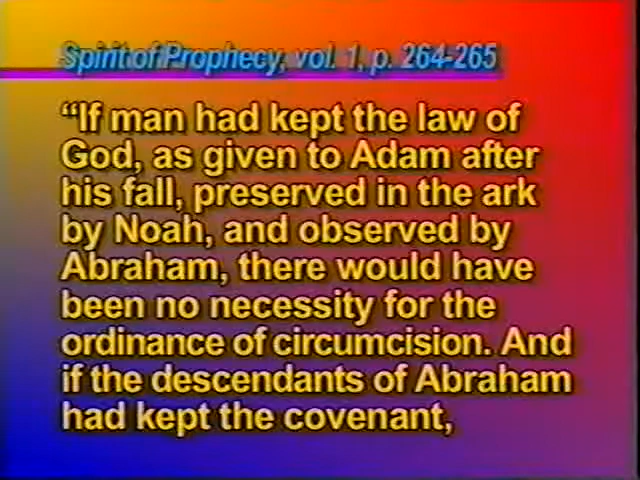 Spirit of Prophecy, vol. 1, p. 264-265
“If man had kept the law of
God, as given to Adam after
his fall, preserved in the ark
by Noah, and observed by
Abraham, there would have
been no necessity for the
ordinance of circumcision. And
if the descendants of Abraham
had kept the covenant,